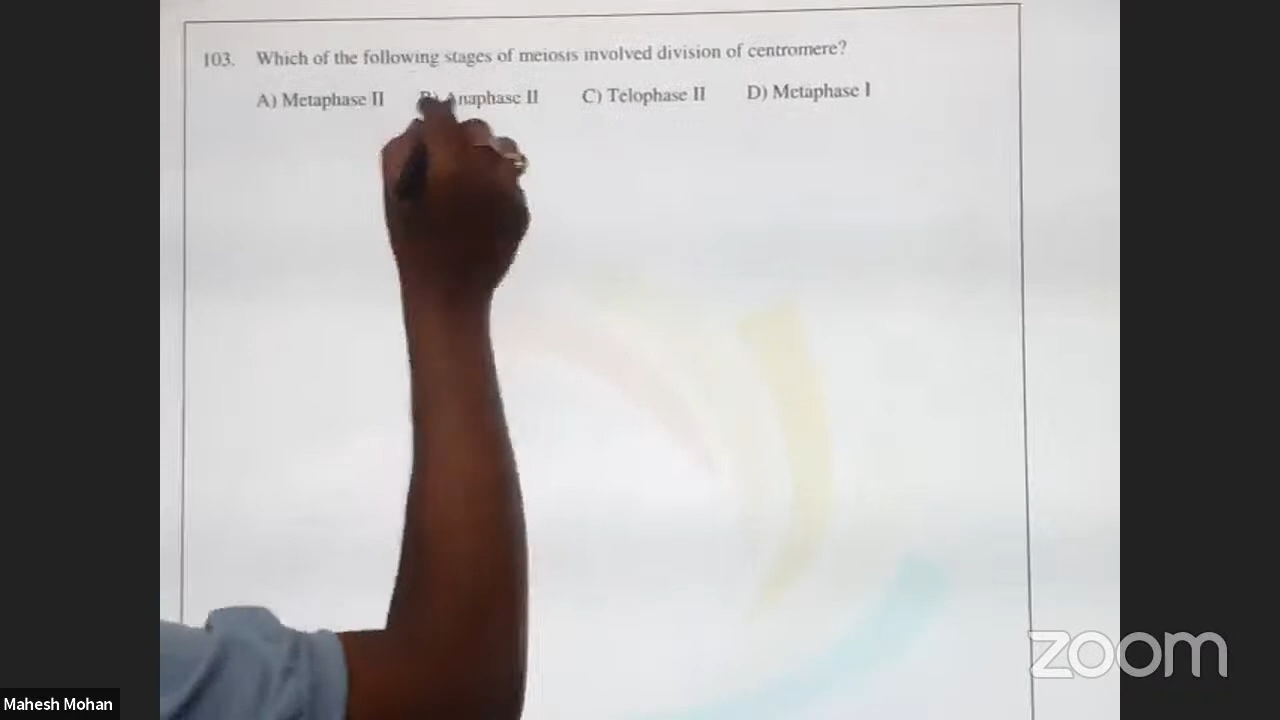 103. Which of the following stages of meiosis involved division of centromere?
A) Metaphase II B) Anaphase II C) Telophase II D) Metaphase I
zoom
Mahesh Mohan